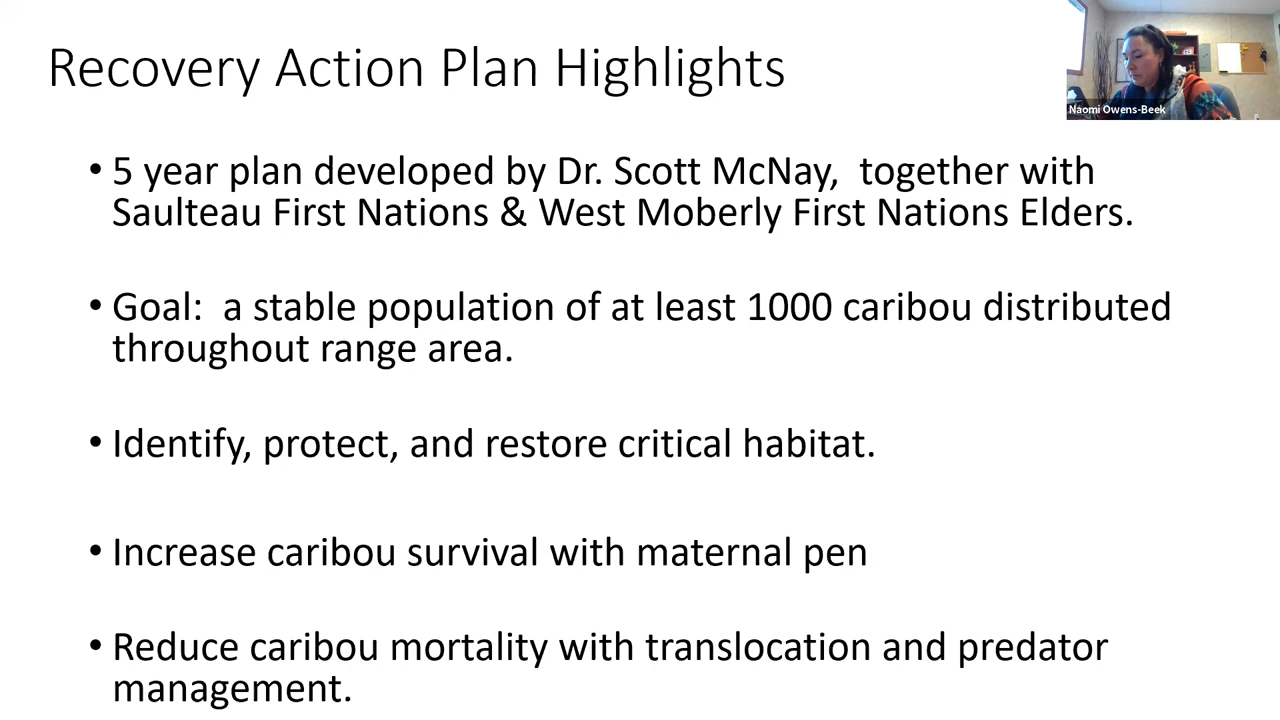 Recovery Action Plan Highlights
Naomi Owens-Beek
• 5 year plan developed by Dr. Scott McNay,  together with
Saulteau First Nations & West Moberly First Nations Elders.
• Goal:  a stable population of at least 1000 caribou distributed
throughout range area.
• Identify, protect, and restore critical habitat.
• Increase caribou survival with maternal pen
• Reduce caribou mortality with translocation and predator
management.